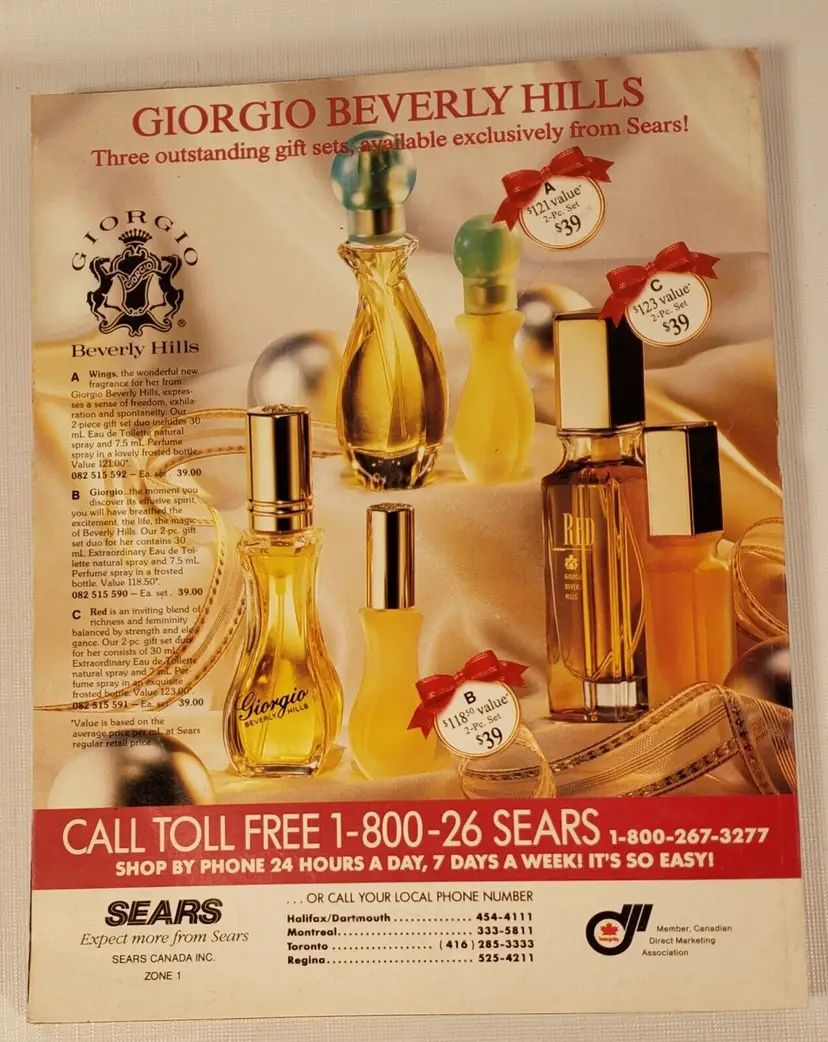 GIORGIO BEVERLY HILLS
Three outstanding gift sets, available exclusively from Sears!
A
$121 value*
2-Pc. Set
$39
C
$123 value*
2-Pc. Set
$39
GIORGIO
GIORGIO
®
Beverly Hills
A Wings, the wonderful new
fragrance for her from
Giorgio Beverly Hills, expres-
ses a sense of freedom, exhila-
ration and spontaneity. Our
2-piece gift set duo includes 30
mL Eau de Toilette natural
spray and 7.5 mL Perfume
spray in a lovely frosted bottle.
Value 121.00*.
082 515 592 – Ea. set . 39.00
B Giorgio...the moment you
discover its effusive spirit,
you will have breathed the
excitement, the life, the magic
of Beverly Hills. Our 2-pc. gift
set duo for her contains 30
mL Extraordinary Eau de Toi-
lette natural spray and 7.5 mL
Perfume spray in a frosted
bottle. Value 118.50*.
082 515 590 – Ea. set . 39.00
C Red is an inviting blend of
richness and femininity
balanced by strength and ele-
gance. Our 2-pc. gift set duo
for her consists of 30 mL
Extraordinary Eau de Toilette
natural spray and 7 mL Per-
fume spray in an exquisite
frosted bottle. Value 123.00*.
082 515 591 – Ea. set . 39.00
*Value is based on the
average price per mL at Sears
regular retail price
RED
GIORGIO
BEVERLY
HILLS
Giorgio
BEVERLY HILLS
B
$118.50 value*
2-Pc. Set
$39
CALL TOLL FREE 1-800-26 SEARS 1-800-267-3277
SHOP BY PHONE 24 HOURS A DAY, 7 DAYS A WEEK! IT'S SO EASY!
SEARS
Expect more from Sears
SEARS CANADA INC.
ZONE 1
. . . OR CALL YOUR LOCAL PHONE NUMBER
Halifax/Dartmouth . . . . . . . . . . . . . 454-4111
Montreal. . . . . . . . . . . . . . . . . . . . . . 333-5811
Toronto . . . . . . . . . . . . . . . . . (416) 285-3333
Regina. . . . . . . . . . . . . . . . . . . . . . . . 525-4211
Integrity
Member, Canadian
Direct Marketing
Association